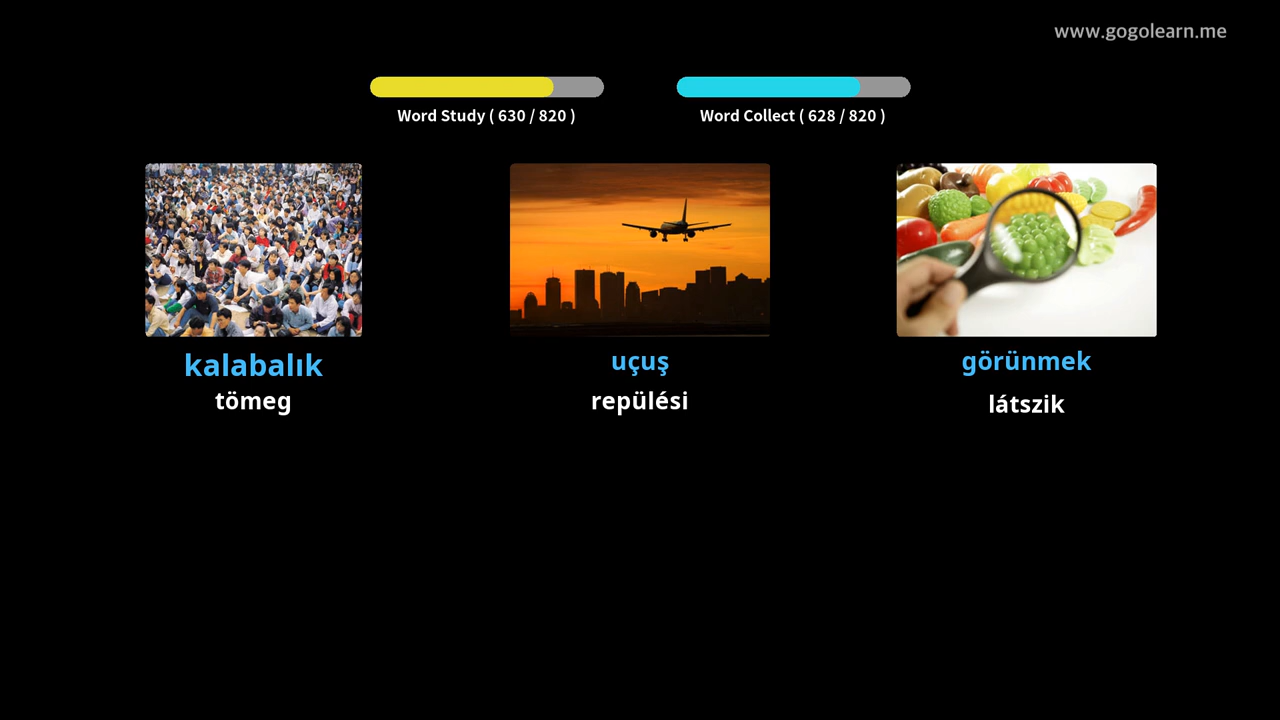 www.gogolearn.me
Word Study ( 630 / 820 )
Word Collect ( 628 / 820 )
kalabalık
tömeg
uçuş
repülési
görünmek
látszik